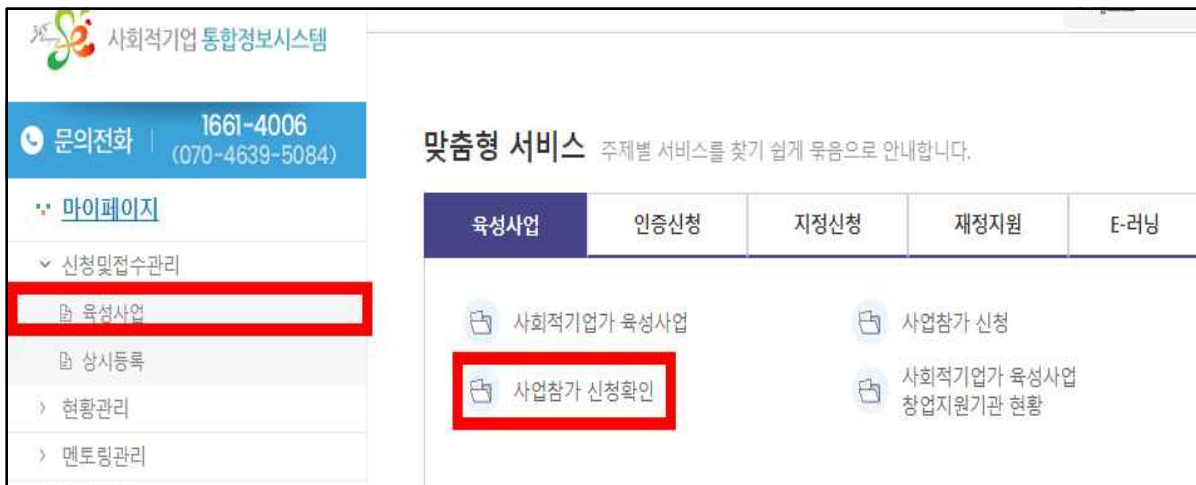 사회적기업 통합정보시스템
문의전화 1661-4006
(070-4639-5084)
마이페이지
신청및접수관리
육성사업
상시등록
현황관리
멘토링관리
맞춤형 서비스 주제별 서비스를 찾기 쉽게 묶음으로 안내합니다.
육성사업 인증신청 지정신청 재정지원 E-러닝
사회적기업가 육성사업 사업참가 신청
사업참가 신청확인 사회적기업가 육성사업
창업지원기관 현황